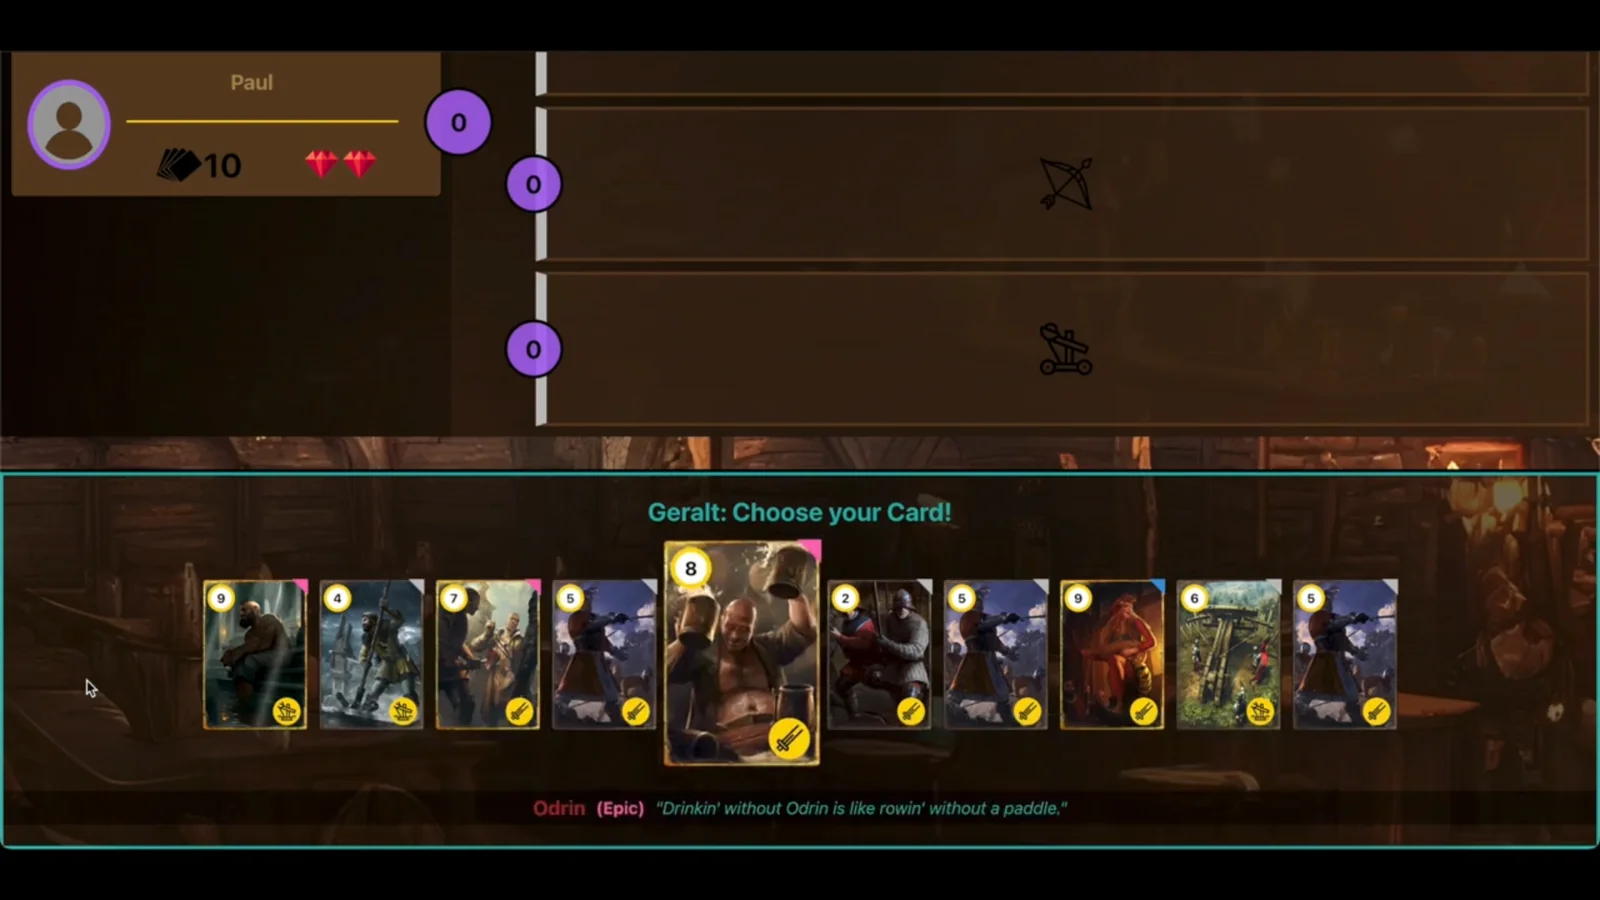 Paul
0
10
0
0
Geralt: Choose your Card!
9 4 7 5 8 2 5 9 6 5
Odrin (Epic) "Drinkin' without Odrin is like rowin' without a paddle."